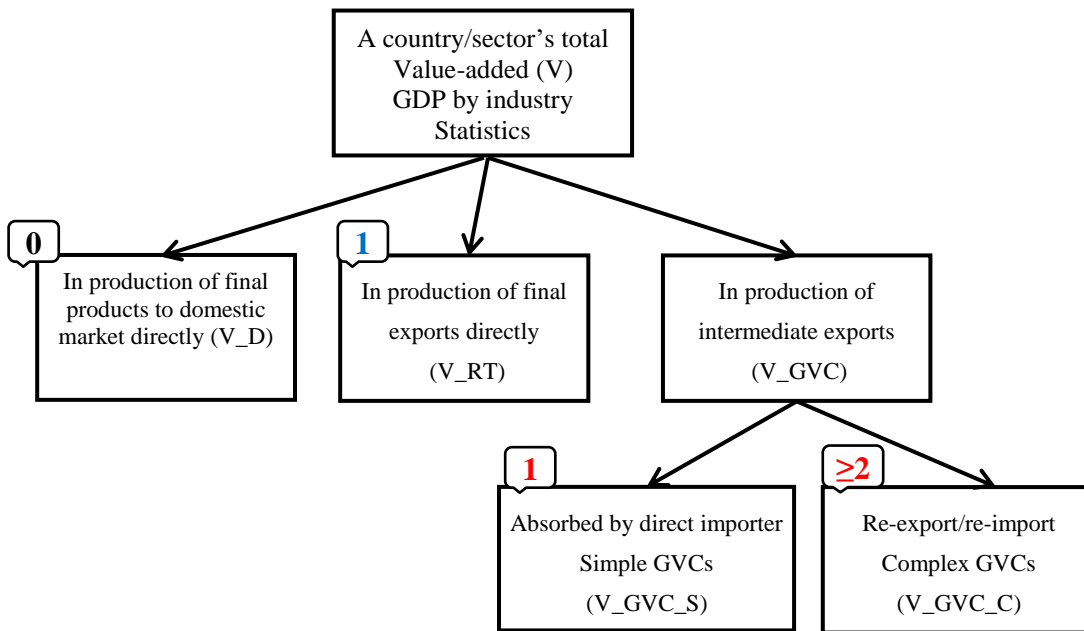 A country/sector's total
Value-added (V)
GDP by industry
Statistics
0
In production of final
products to domestic
market directly (V_D)
1
In production of final
exports directly
(V_RT)
In production of
intermediate exports
(V_GVC)
1
Absorbed by direct importer
Simple GVCs
(V_GVC_S)
≥2
Re-export/re-import
Complex GVCs
(V_GVC_C)